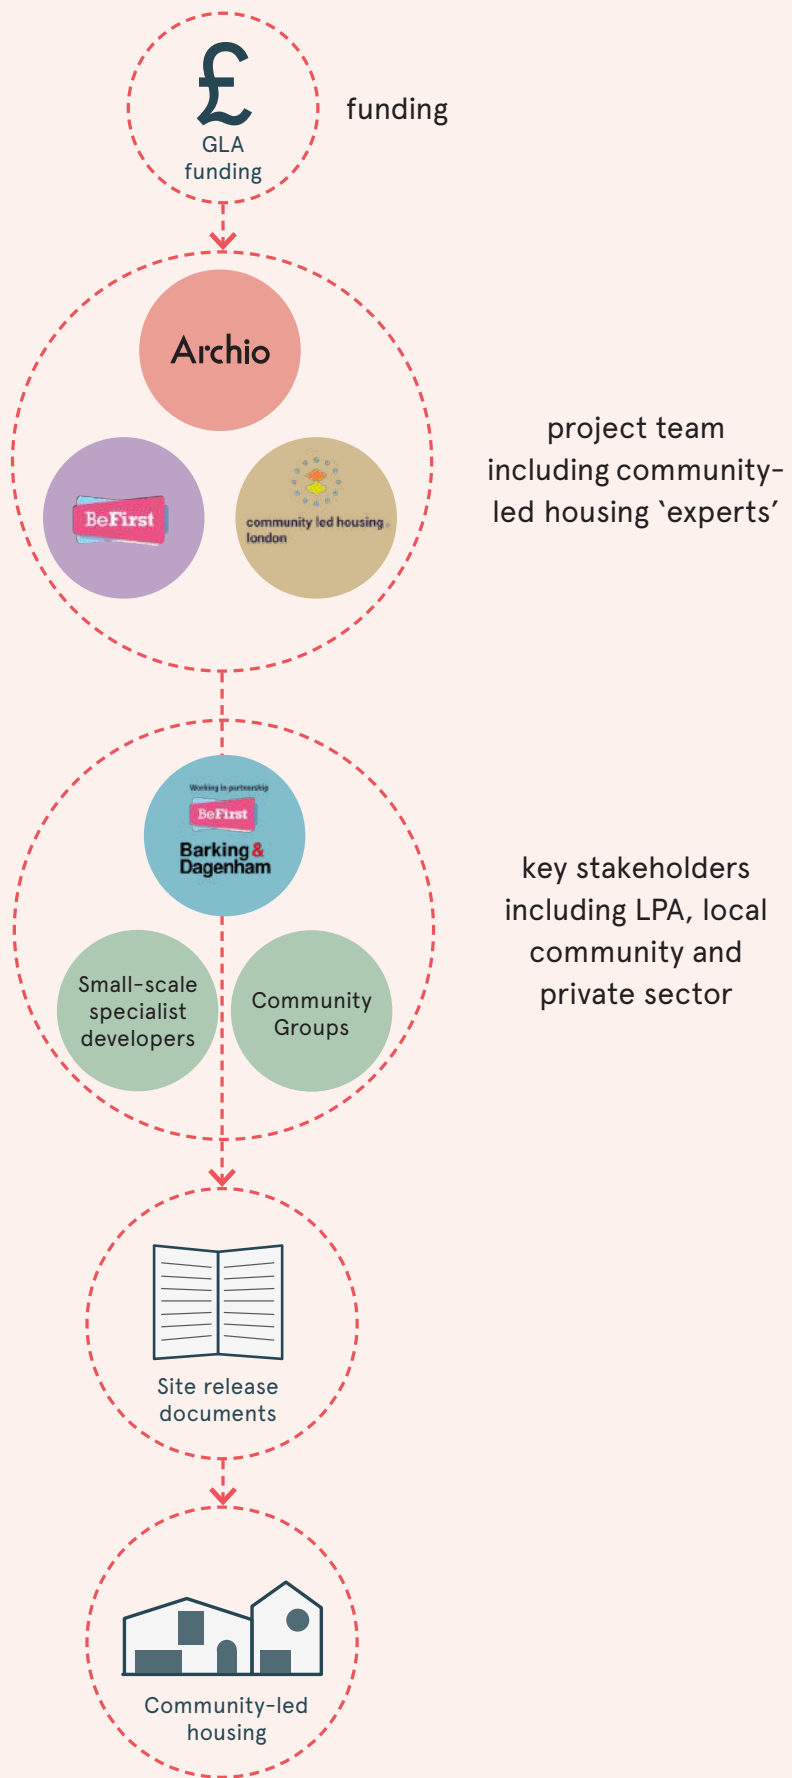 £
GLA
funding
funding
Archio
BeFirst
community led housing
london
project team
including community-
led housing ‘experts’
Working in partnership
BeFirst
Barking &
Dagenham
key stakeholders
including LPA, local
community and
private sector
Small-scale
specialist
developers
Community
Groups
Site release
documents
Community-led
housing